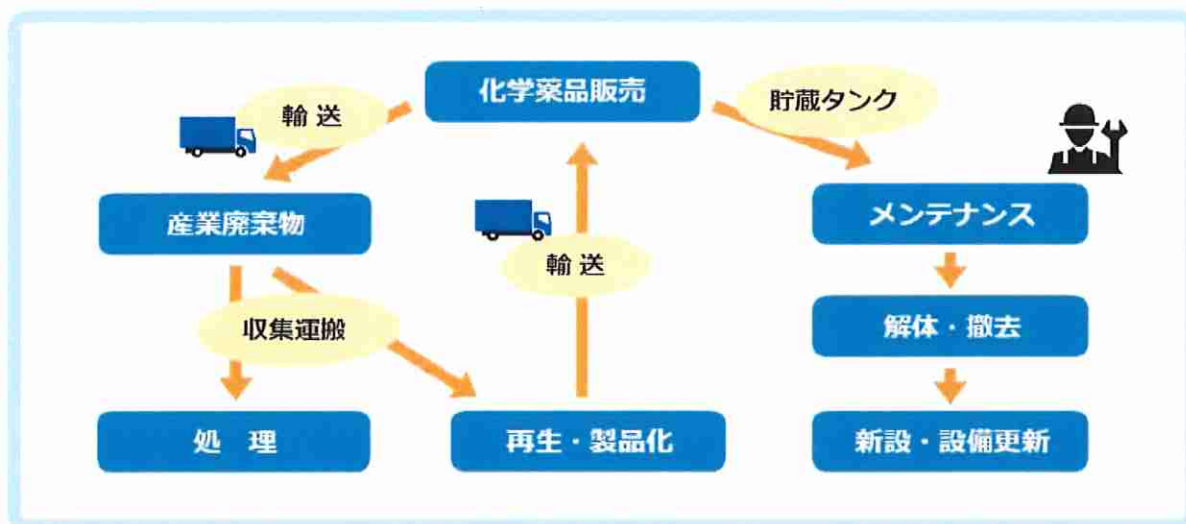 化学薬品販売
輸 送
貯蔵タンク
産業廃棄物
メンテナンス
輸 送
収集運搬
解体・撤去
処 理
再生・製品化
新設・設備更新